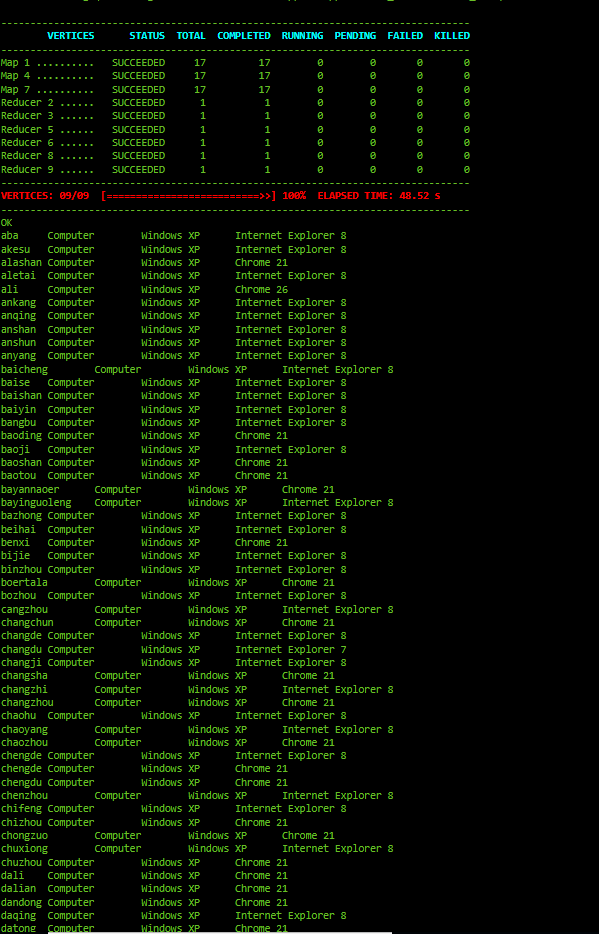 ----------------------------------------------------------------------------------------------
VERTICES STATUS TOTAL COMPLETED RUNNING PENDING FAILED KILLED
----------------------------------------------------------------------------------------------
Map 1 .......... SUCCEEDED 17 17 0 0 0 0
Map 4 .......... SUCCEEDED 17 17 0 0 0 0
Map 7 .......... SUCCEEDED 17 17 0 0 0 0
Reducer 2 ...... SUCCEEDED 1 1 0 0 0 0
Reducer 3 ...... SUCCEEDED 1 1 0 0 0 0
Reducer 5 ...... SUCCEEDED 1 1 0 0 0 0
Reducer 6 ...... SUCCEEDED 1 1 0 0 0 0
Reducer 8 ...... SUCCEEDED 1 1 0 0 0 0
Reducer 9 ...... SUCCEEDED 1 1 0 0 0 0
----------------------------------------------------------------------------------------------
VERTICES: 09/09 [==========================>>] 100% ELAPSED TIME: 48.52 s
----------------------------------------------------------------------------------------------
OK
aba Computer Windows XP Internet Explorer 8
akesu Computer Windows XP Internet Explorer 8
alashan Computer Windows XP Chrome 21
aletai Computer Windows XP Internet Explorer 8
ali Computer Windows XP Chrome 26
ankang Computer Windows XP Internet Explorer 8
anqing Computer Windows XP Internet Explorer 8
anshan Computer Windows XP Internet Explorer 8
anshun Computer Windows XP Internet Explorer 8
anyang Computer Windows XP Internet Explorer 8
baicheng Computer Windows XP Internet Explorer 8
baise Computer Windows XP Internet Explorer 8
baishan Computer Windows XP Internet Explorer 8
baiyin Computer Windows XP Internet Explorer 8
bangbu Computer Windows XP Internet Explorer 8
baoding Computer Windows XP Chrome 21
baoji Computer Windows XP Internet Explorer 8
baoshan Computer Windows XP Chrome 21
baotou Computer Windows XP Chrome 21
bayannaoer Computer Windows XP Chrome 21
bayinguoleng Computer Windows XP Internet Explorer 8
bazhong Computer Windows XP Internet Explorer 8
beihai Computer Windows XP Internet Explorer 8
benxi Computer Windows XP Chrome 21
bijie Computer Windows XP Internet Explorer 8
binzhou Computer Windows XP Internet Explorer 8
boertala Computer Windows XP Chrome 21
bozhou Computer Windows XP Internet Explorer 8
cangzhou Computer Windows XP Internet Explorer 8
changchun Computer Windows XP Chrome 21
changde Computer Windows XP Internet Explorer 8
changdu Computer Windows XP Internet Explorer 7
changji Computer Windows XP Internet Explorer 8
changsha Computer Windows XP Chrome 21
changzhi Computer Windows XP Internet Explorer 8
changzhou Computer Windows XP Chrome 21
chaohu Computer Windows XP Internet Explorer 8
chaoyang Computer Windows XP Internet Explorer 8
chaozhou Computer Windows XP Chrome 21
chengde Computer Windows XP Internet Explorer 8
chengde Computer Windows XP Chrome 21
chengdu Computer Windows XP Chrome 21
chenzhou Computer Windows XP Internet Explorer 8
chifeng Computer Windows XP Internet Explorer 8
chizhou Computer Windows XP Chrome 21
chongzuo Computer Windows XP Chrome 21
chuxiong Computer Windows XP Internet Explorer 8
chuzhou Computer Windows XP Chrome 21
dali Computer Windows XP Chrome 21
dalian Computer Windows XP Chrome 21
dandong Computer Windows XP Chrome 21
daqing Computer Windows XP Internet Explorer 8
datong Computer Windows XP Chrome 21